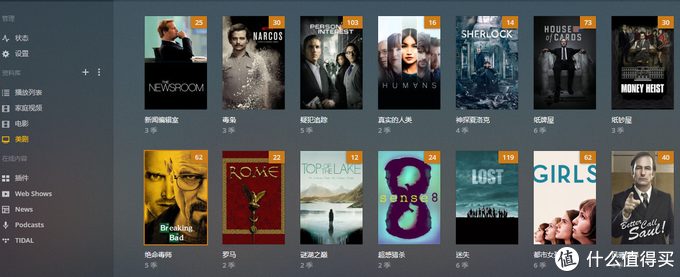 管理
状态
设置
资料库
播放列表
家庭视频
电影
美剧
在线内容
插件
Web Shows
News
Podcasts
TIDAL
25
THE
NEWSROOM
新闻编辑室
3 季
30
NARCOS
毒枭
3 季
103
PERSON OF
INTEREST
疑犯追踪
5 季
16
HUMANS
真实的人类
2 季
14
SHERLOCK
神探夏洛克
4 季
73
HOUSE
of CARDS
纸牌屋
6 季
30
MONEY HEIST
纸钞屋
3 季
62
Breaking
Bad
绝命毒师
5 季
22
ROME
罗马
2 季
12
TOP OF THE
LAKE
谜湖之巅
2 季
24
sense8
超感猎杀
2 季
119
LOST
迷失
6 季
62
GIRLS
都市女
6 季
40
Better
Call
Saul!
值 什么值得买